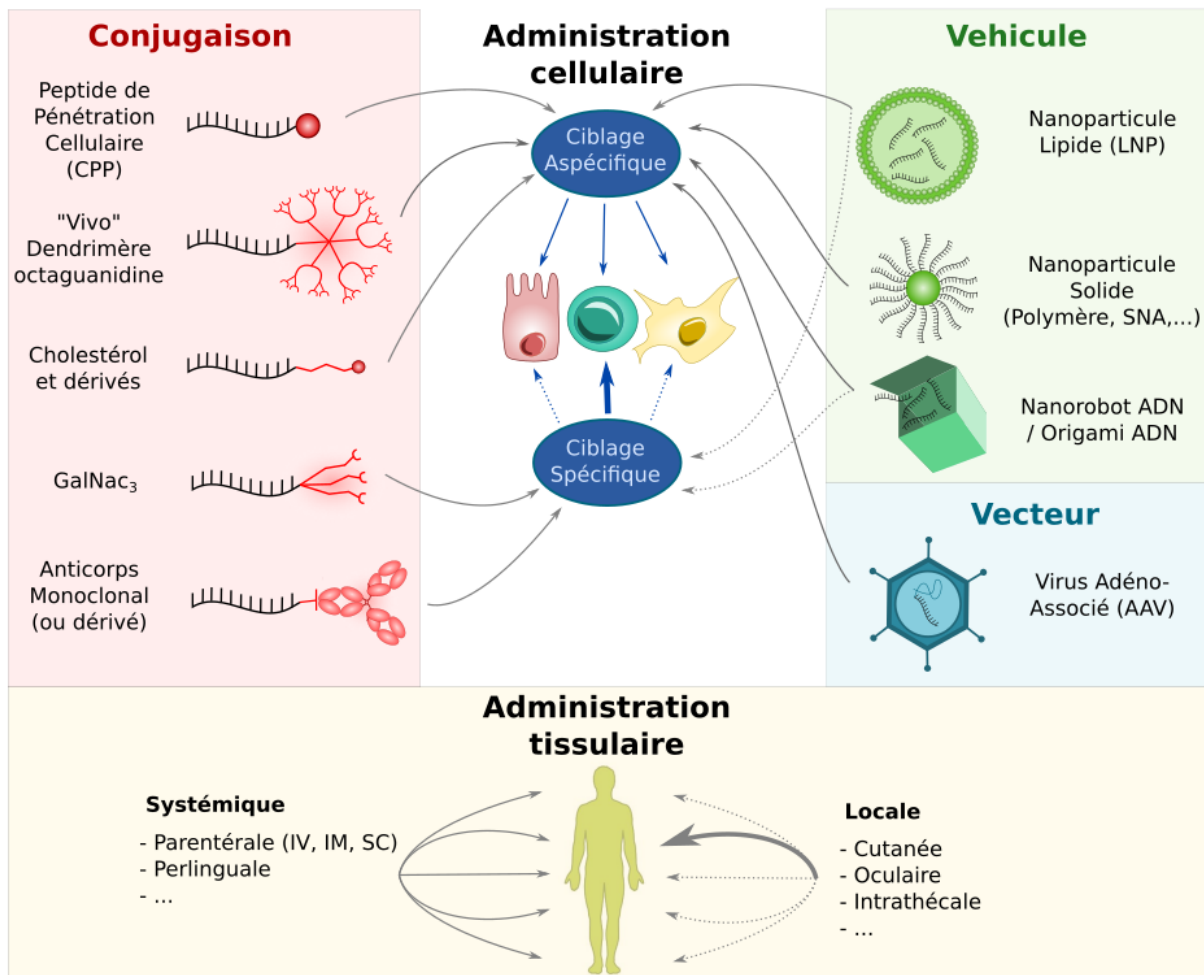 Conjugaison
Peptide de
Pénétration
Cellulaire
(CPP)
"Vivo"
Dendrimère
octaguanidine
Cholestérol
et dérivés
GalNac₃
Anticorps
Monoclonal
(ou dérivé)
Administration
cellulaire
Ciblage
Aspécifique
Ciblage
Spécifique
Vehicule
Nanoparticule
Lipide (LNP)
Nanoparticule
Solide
(Polymère, SNA,...)
Nanorobot ADN
/ Origami ADN
Vecteur
Virus Adéno-
Associé (AAV)
Administration
tissulaire
Systémique
- Parentérale (IV, IM, SC)
- Perlinguale
- ...
Locale
- Cutanée
- Oculaire
- Intrathécale
- ...